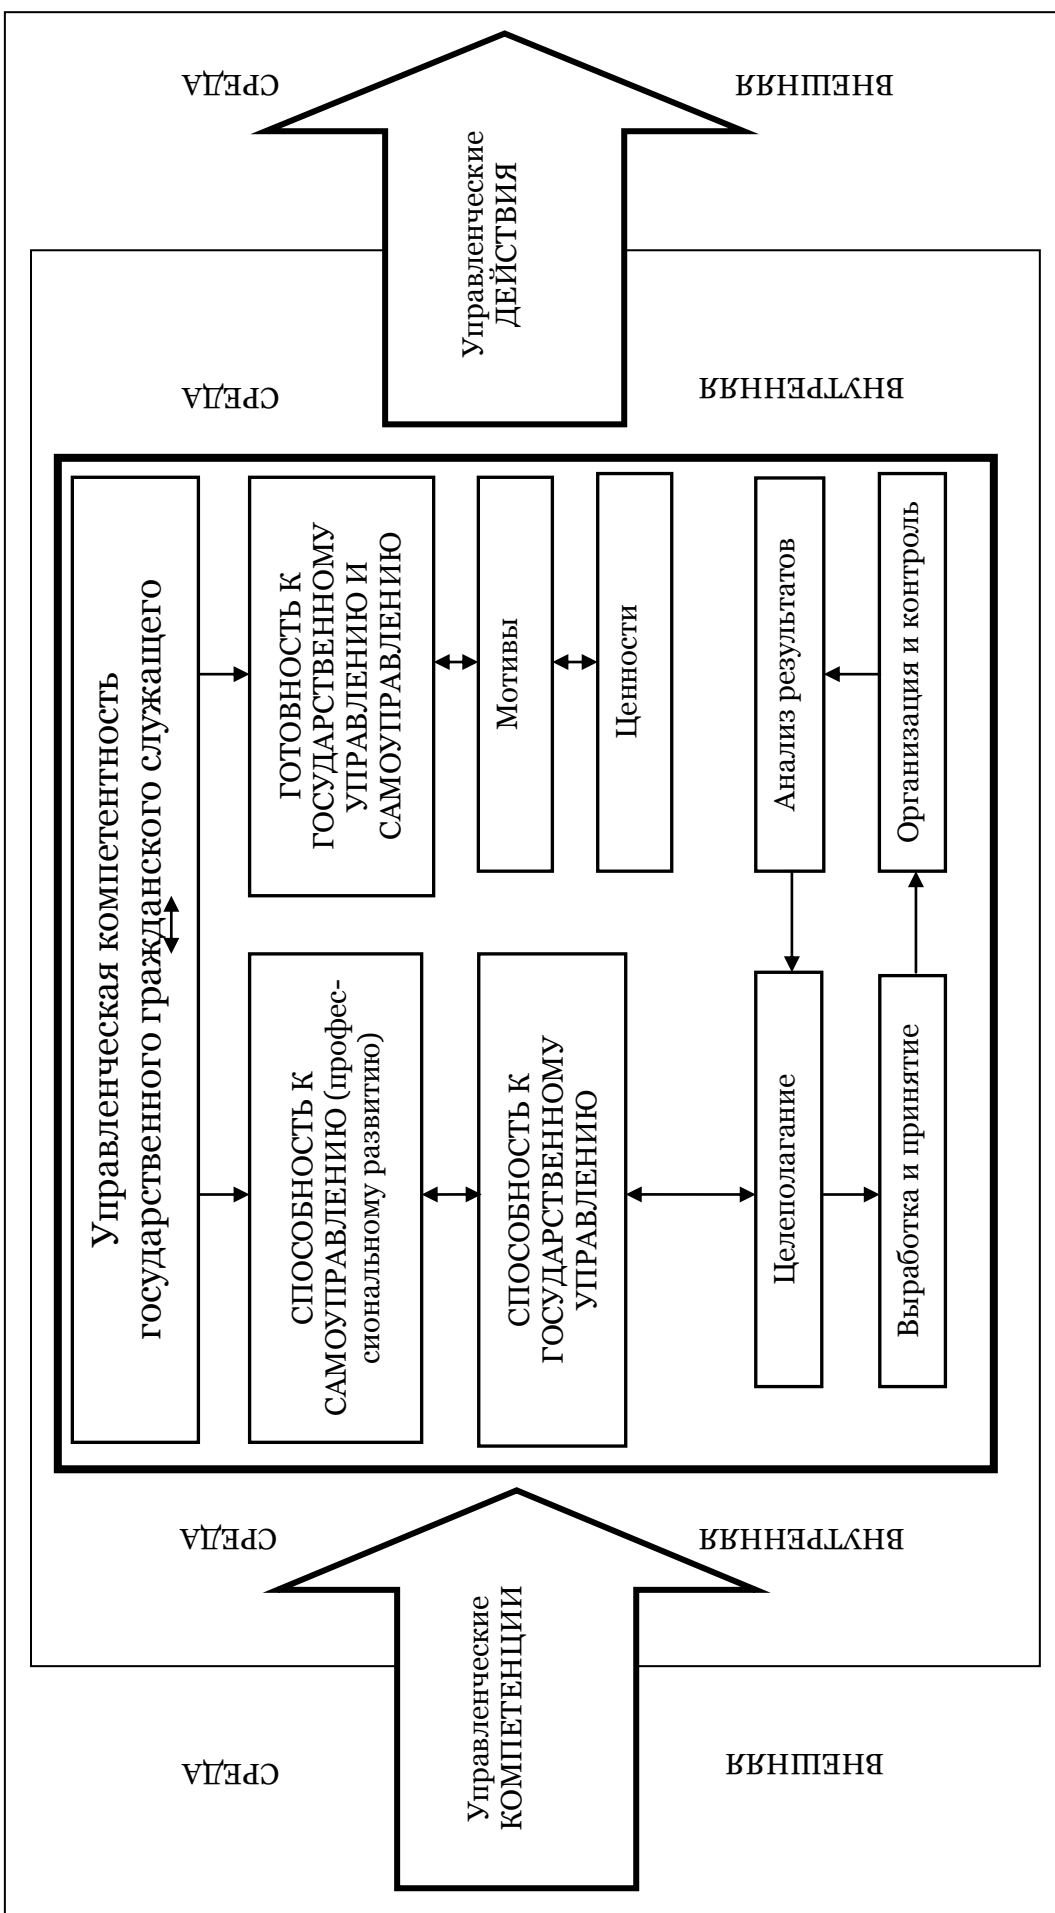 Управленческая компетентность
государственного гражданского служащего
СПОСОБНОСТЬ К
САМОУПРАВЛЕНИЮ (профес-
сиональному развитию)
ГОТОВНОСТЬ К
ГОСУДАРСТВЕННОМУ
УПРАВЛЕНИЮ И
САМОУПРАВЛЕНИЮ
СПОСОБНОСТЬ К
ГОСУДАРСТВЕННОМУ
УПРАВЛЕНИЮ
Мотивы
Ценности
Целеполагание
Анализ результатов
Выработка и принятие
Организация и контроль
Управленческие
КОМПЕТЕНЦИИ
Управленческие
ДЕЙСТВИЯ
ВНЕШНЯЯ
СРЕДА
ВНУТРЕННЯЯ
СРЕДА
ВНУТРЕННЯЯ
СРЕДА
ВНЕШНЯЯ
СРЕДА